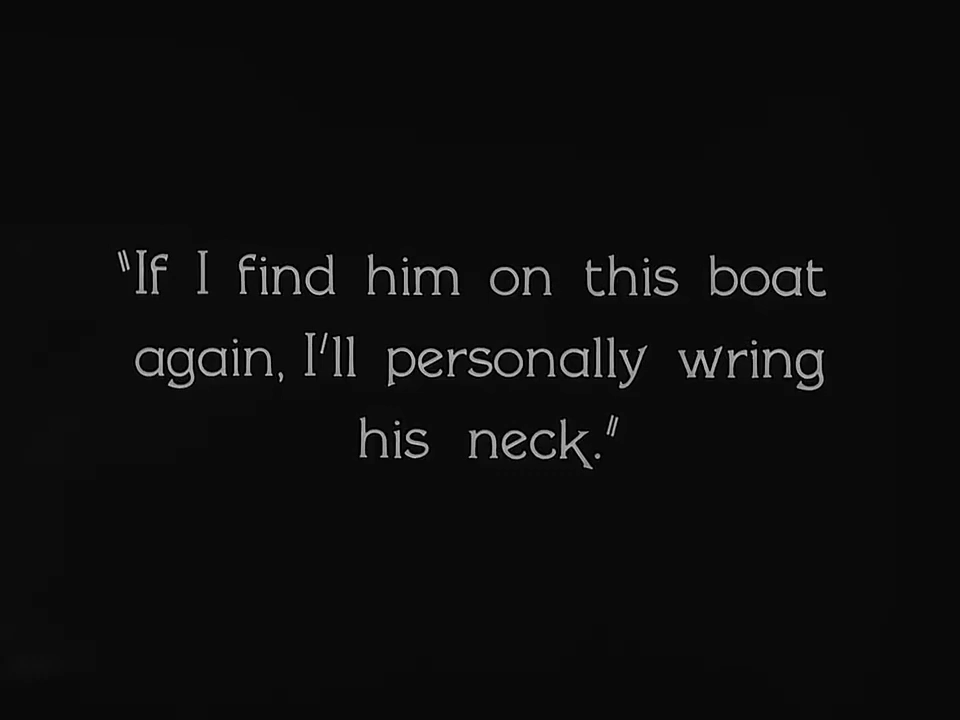 "If I find him on this boat
again, I'll personally wring
his neck."